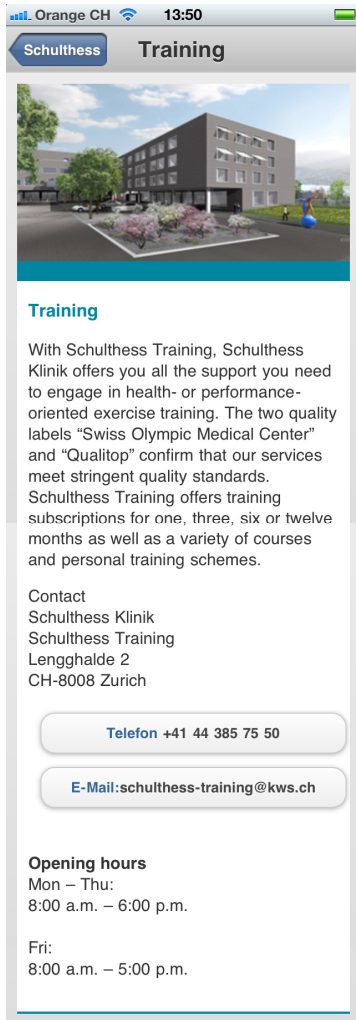 Orange CH 13:50
Schulthess Training
Training
With Schulthess Training, Schulthess
Klinik offers you all the support you need
to engage in health- or performance-
oriented exercise training. The two quality
labels “Swiss Olympic Medical Center”
and “Qualitop” confirm that our services
meet stringent quality standards.
Schulthess Training offers training
subscriptions for one, three, six or twelve
months as well as a variety of courses
and personal training schemes.
Contact
Schulthess Klinik
Schulthess Training
Lengghalde 2
CH-8008 Zurich
Telefon +41 44 385 75 50
E-Mail:schulthess-training@kws.ch
Opening hours
Mon – Thu:
8:00 a.m. – 6:00 p.m.
Fri:
8:00 a.m. – 5:00 p.m.